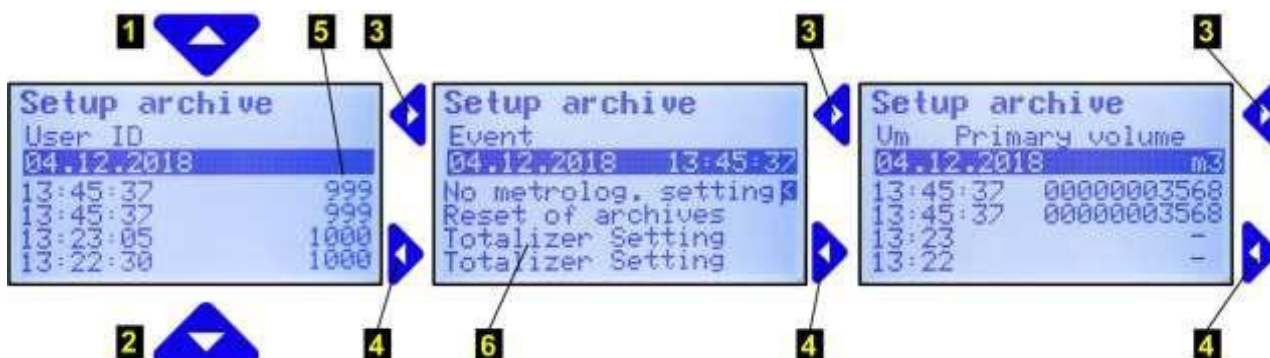 1 5 3 3 3
Setup archive
User ID
04.12.2018
13:45:37 999
13:45:37 999
13:23:05 1000
13:22:30 1000
Setup archive
Event
04.12.2018 13:45:37
No metrolog. setting
Reset of archives
Totalizer Setting
Totalizer Setting
Setup archive
Vm Primary volume
04.12.2018 m3
13:45:37 00000003568
13:45:37 00000003568
13:23 -
13:22 -
2 4 6 4 4